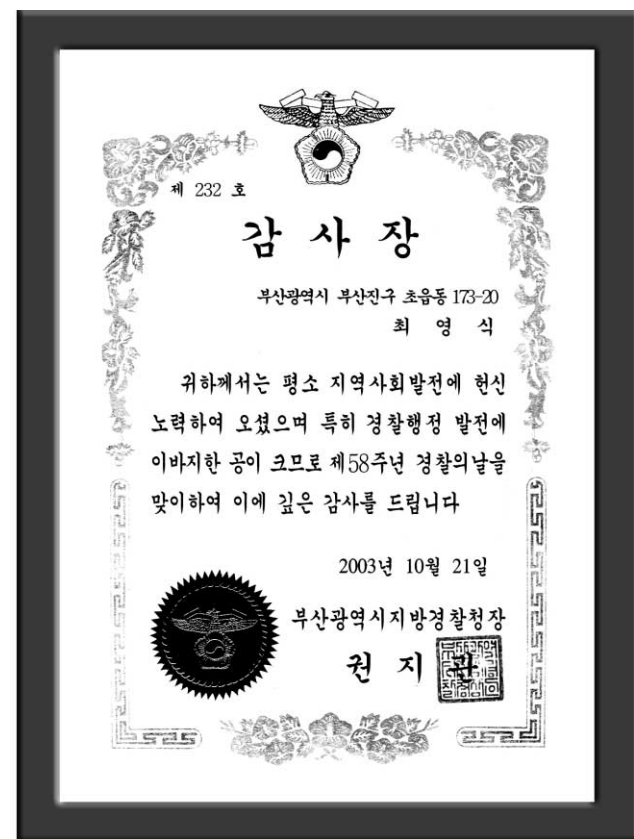 제 232 호
감 사 장
부산광역시 부산진구 초읍동 173-20
최 영 식
귀하께서는 평소 지역사회발전에 헌신
노력하여 오셨으며 특히 경찰행정 발전에
이바지한 공이 크므로 제58주년 경찰의날을
맞이하여 이에 깊은 감사를 드립니다
2003년 10월 21일
부산광역시지방경찰청장
권 지 관